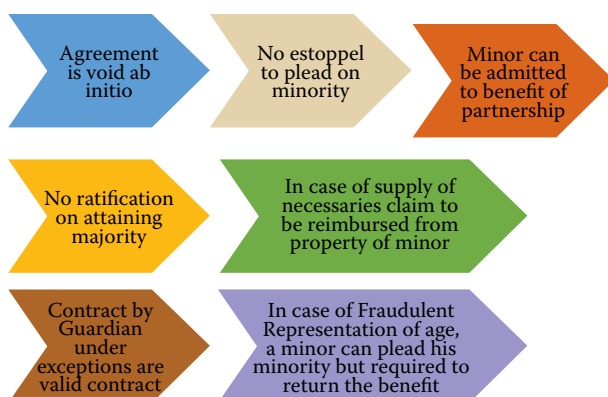 Agreement
is void ab
initio
No estoppel
to plead on
minority
Minor can
be admitted
to benefit of
partnership
No ratification
on attaining
majority
In case of supply of
necessaries claim to
be reimbursed from
property of minor
Contract by
Guardian
under
exceptions are
valid contract
In case of Fraudulent
Representation of age,
a minor can plead his
minority but required to
return the benefit